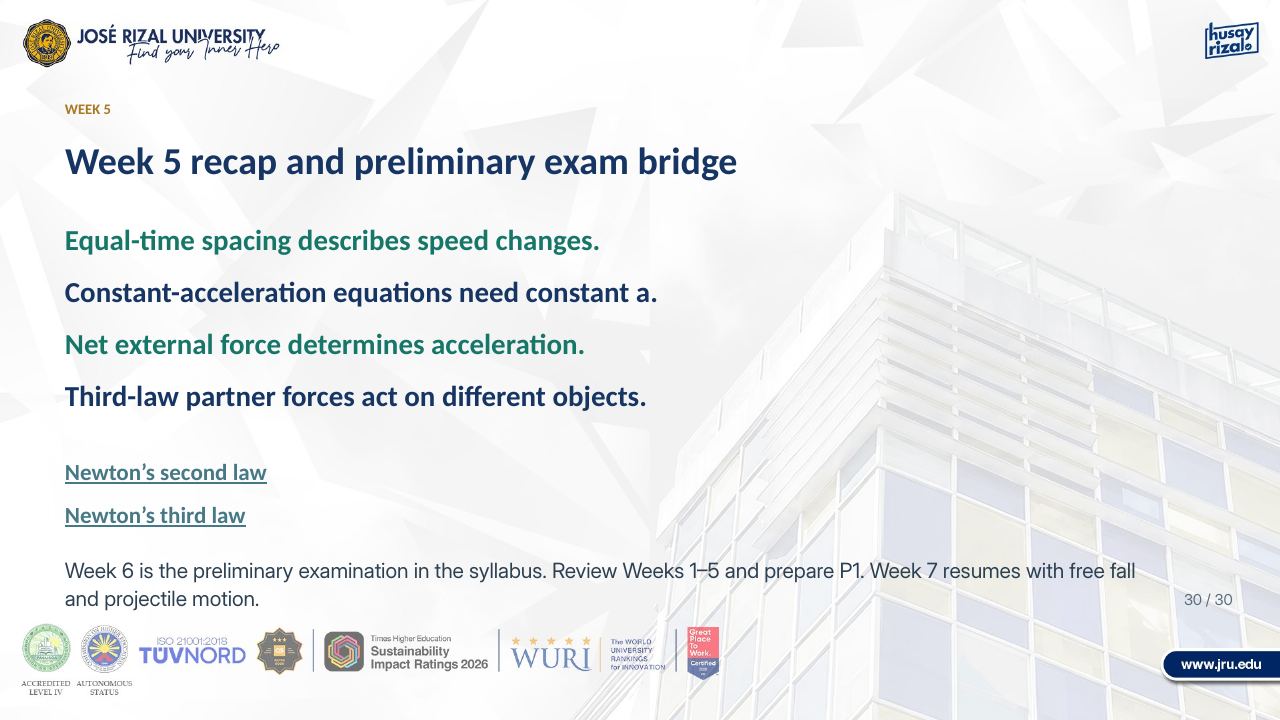 JOSÉ RIZAL UNIVERSITY
Find your Inner Hero
husay
rizal
WEEK 5
Week 5 recap and preliminary exam bridge
Equal-time spacing describes speed changes.
Constant-acceleration equations need constant a.
Net external force determines acceleration.
Third-law partner forces act on different objects.
Newton’s second law
Newton’s third law
Week 6 is the preliminary examination in the syllabus. Review Weeks 1–5 and prepare P1. Week 7 resumes with free fall
and projectile motion.
30 / 30
ACCREDITED
LEVEL IV
AUTONOMOUS
STATUS
ISO 21001:2018
TÜVNORD
Times Higher Education
Sustainability
Impact Ratings 2026
WURI
The WORLD
UNIVERSITY
RANKINGS
for INNOVATION
Great
Place
To
Work.
Certified
www.jru.edu